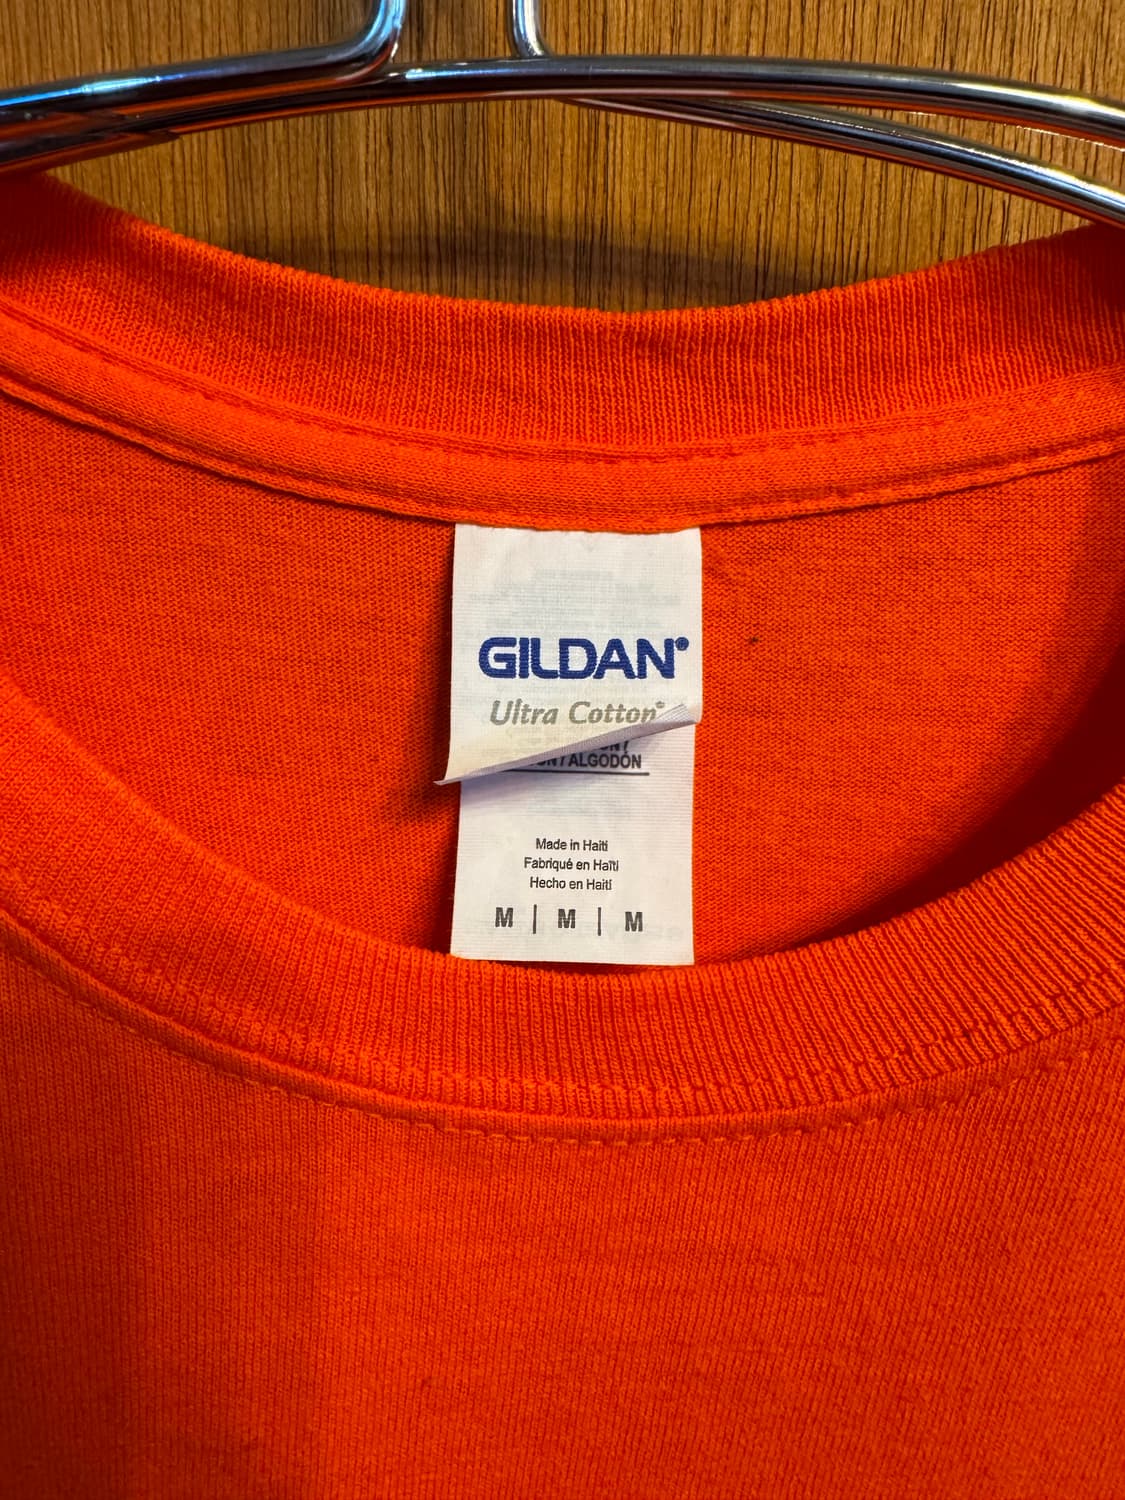 GILDAN®
Ultra Cotton®
ALGODÓN
Made in Haiti
Fabriqué en Haïti
Hecho en Haití
M | M | M